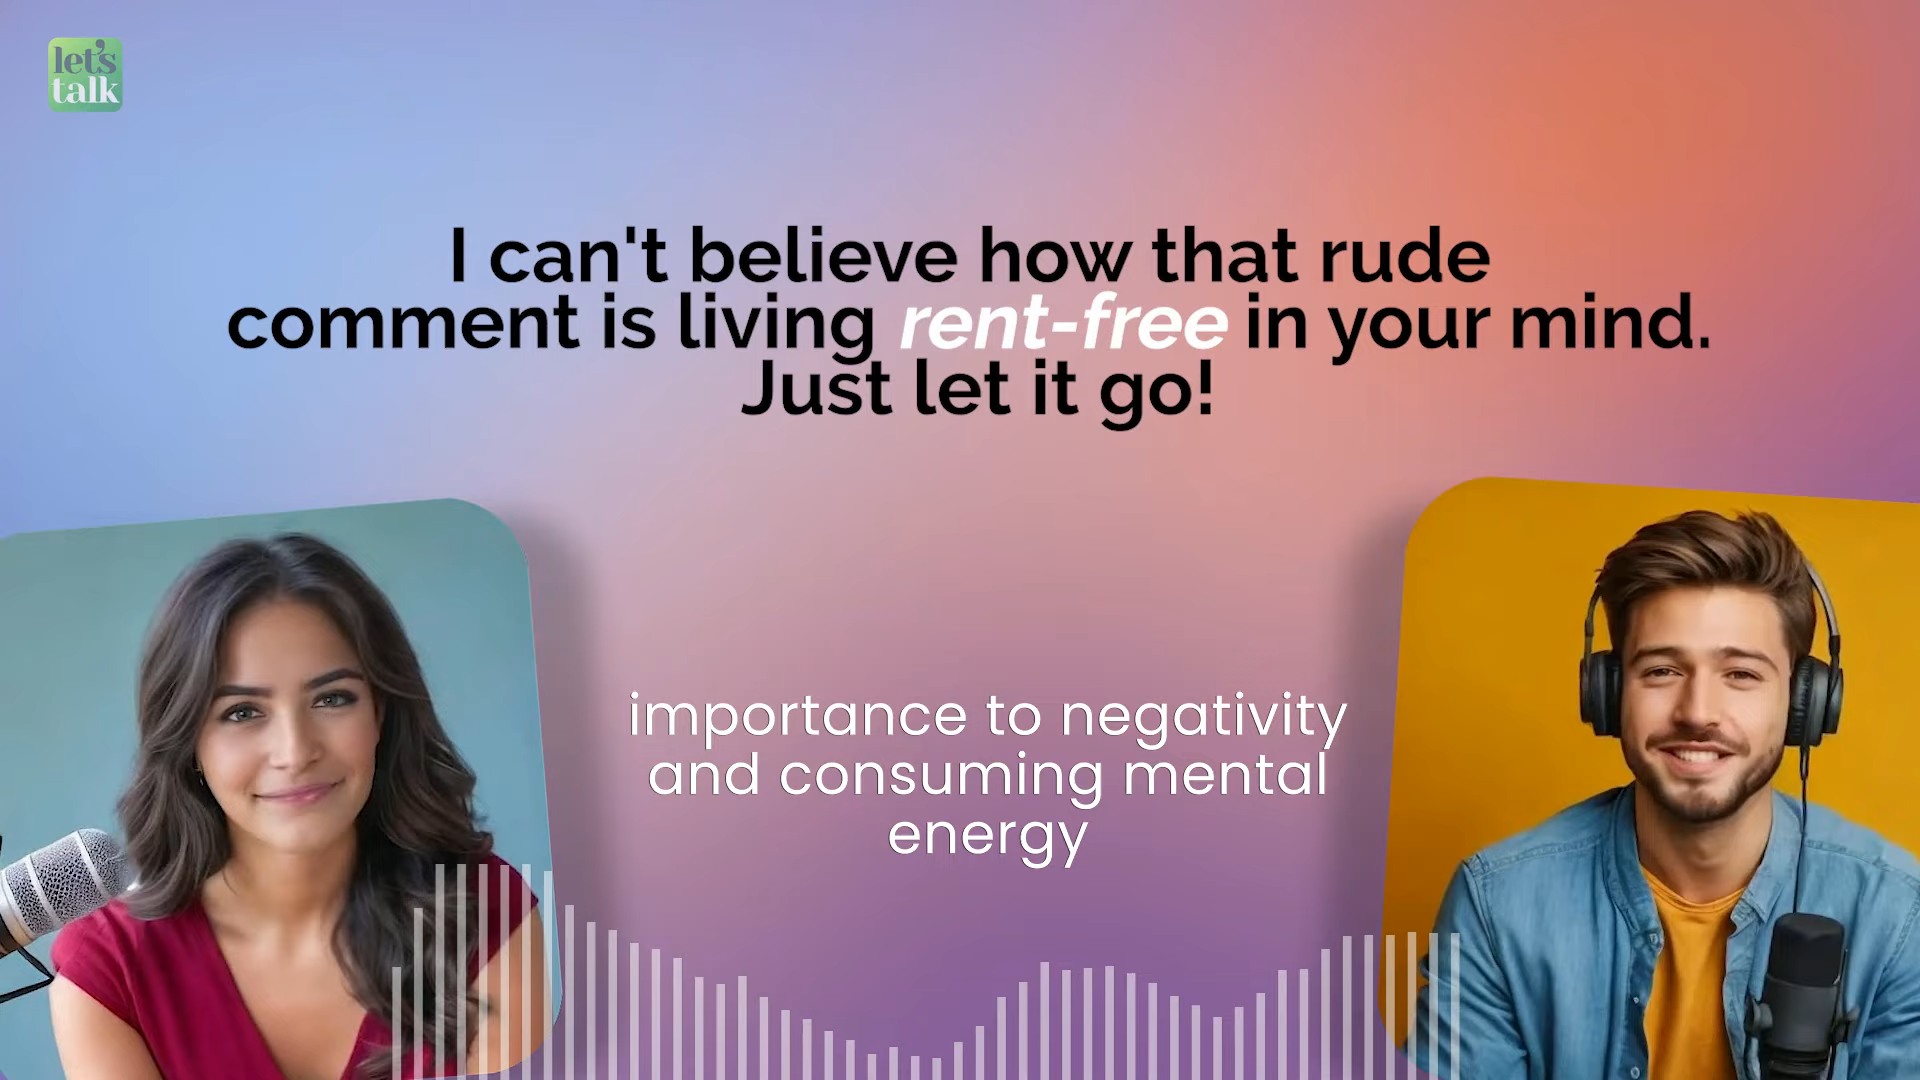 let's
talk
I can't believe how that rude
comment is living rent-free in your mind.
Just let it go!
importance to negativity
and consuming mental
energy